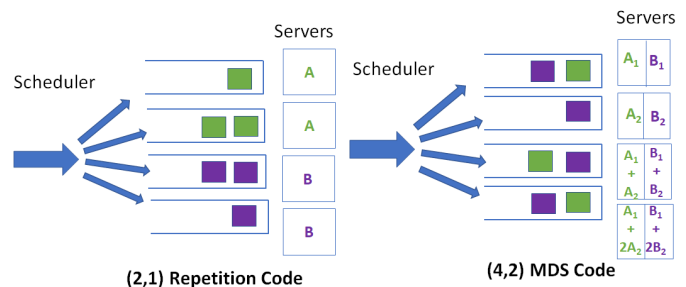 Servers
Scheduler
A
A
B
B
(2,1) Repetition Code
Servers
Scheduler
A₁ B₁
A₂ B₂
A₁ B₁
+ +
A₂ B₂
A₁ B₁
+ +
2A₂ 2B₂
(4,2) MDS Code